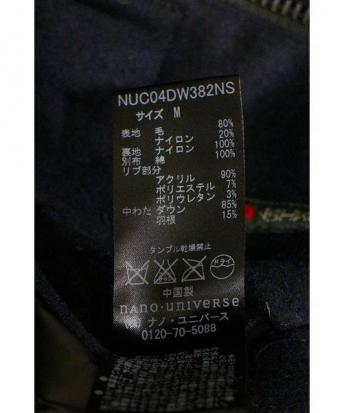 NUC04DW382NS
サイズ M
表地 毛 80%
ナイロン 20%
裏地 ナイロン 100%
別布 綿 100%
リブ部分
アクリル 90%
ポリエステル 7%
ポリウレタン 3%
中わた ダウン 85%
羽根 15%
タンブル乾燥禁止
ドライ
中国製
nano·universe
㈱ ナノ・ユニバース
0120-70-5088